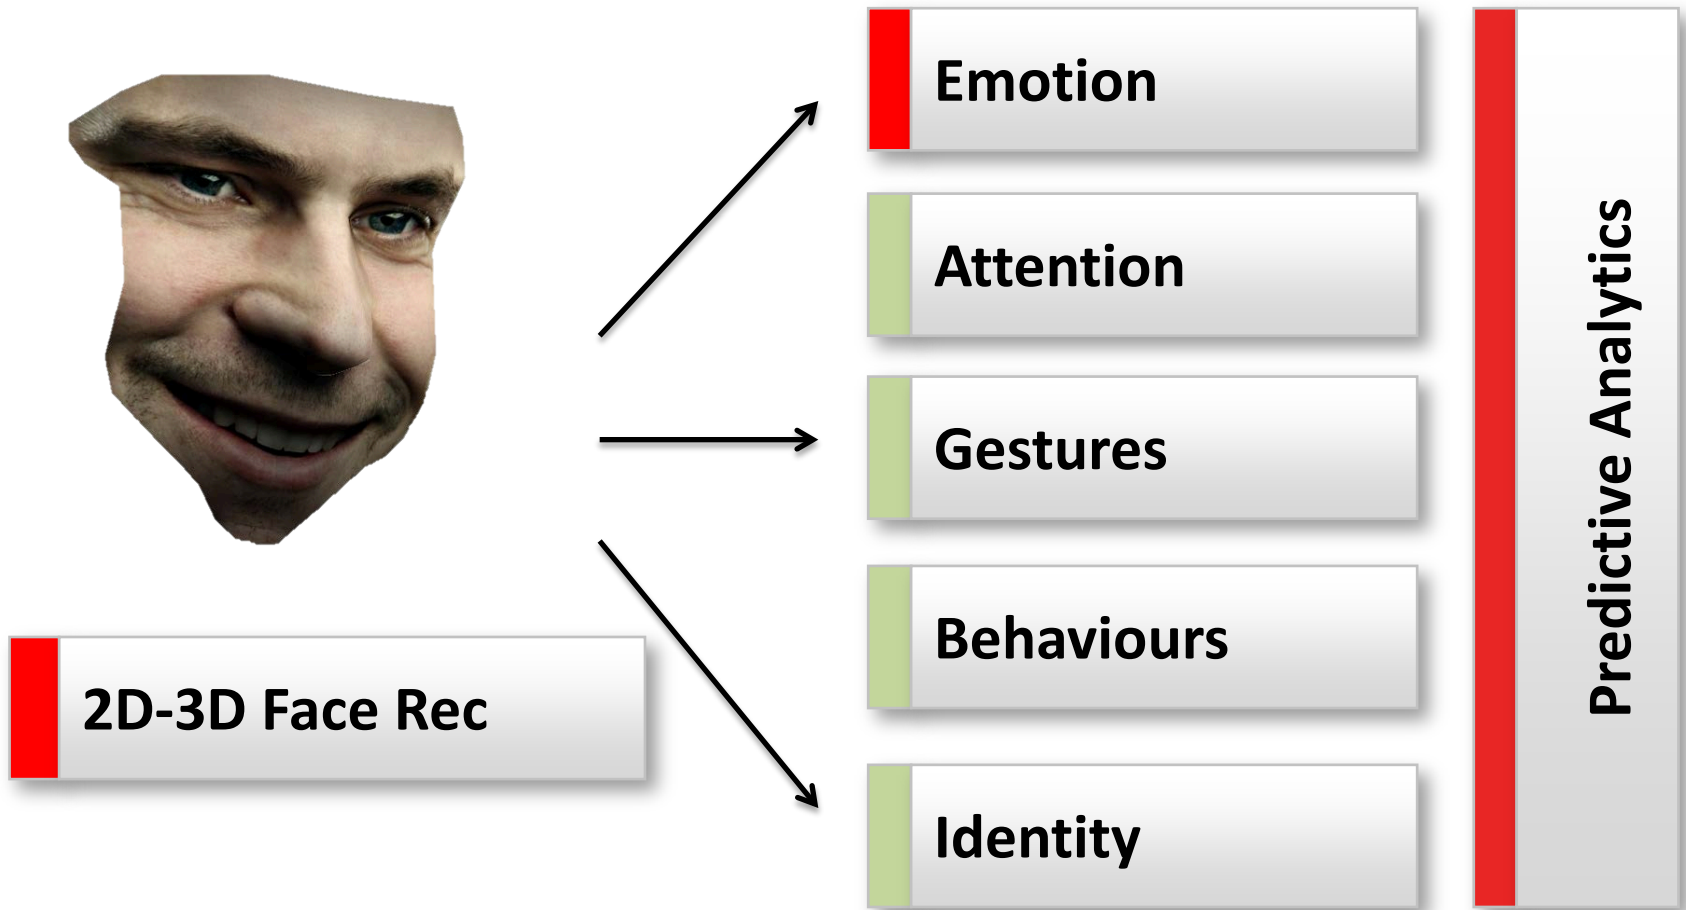 Emotion
Attention
Gestures
Behaviours
Identity
2D-3D Face Rec
Predictive Analytics